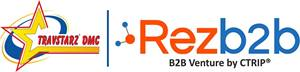 TRAVSTARZ DMC
Rezb2b
B2B Venture by CTRIP®